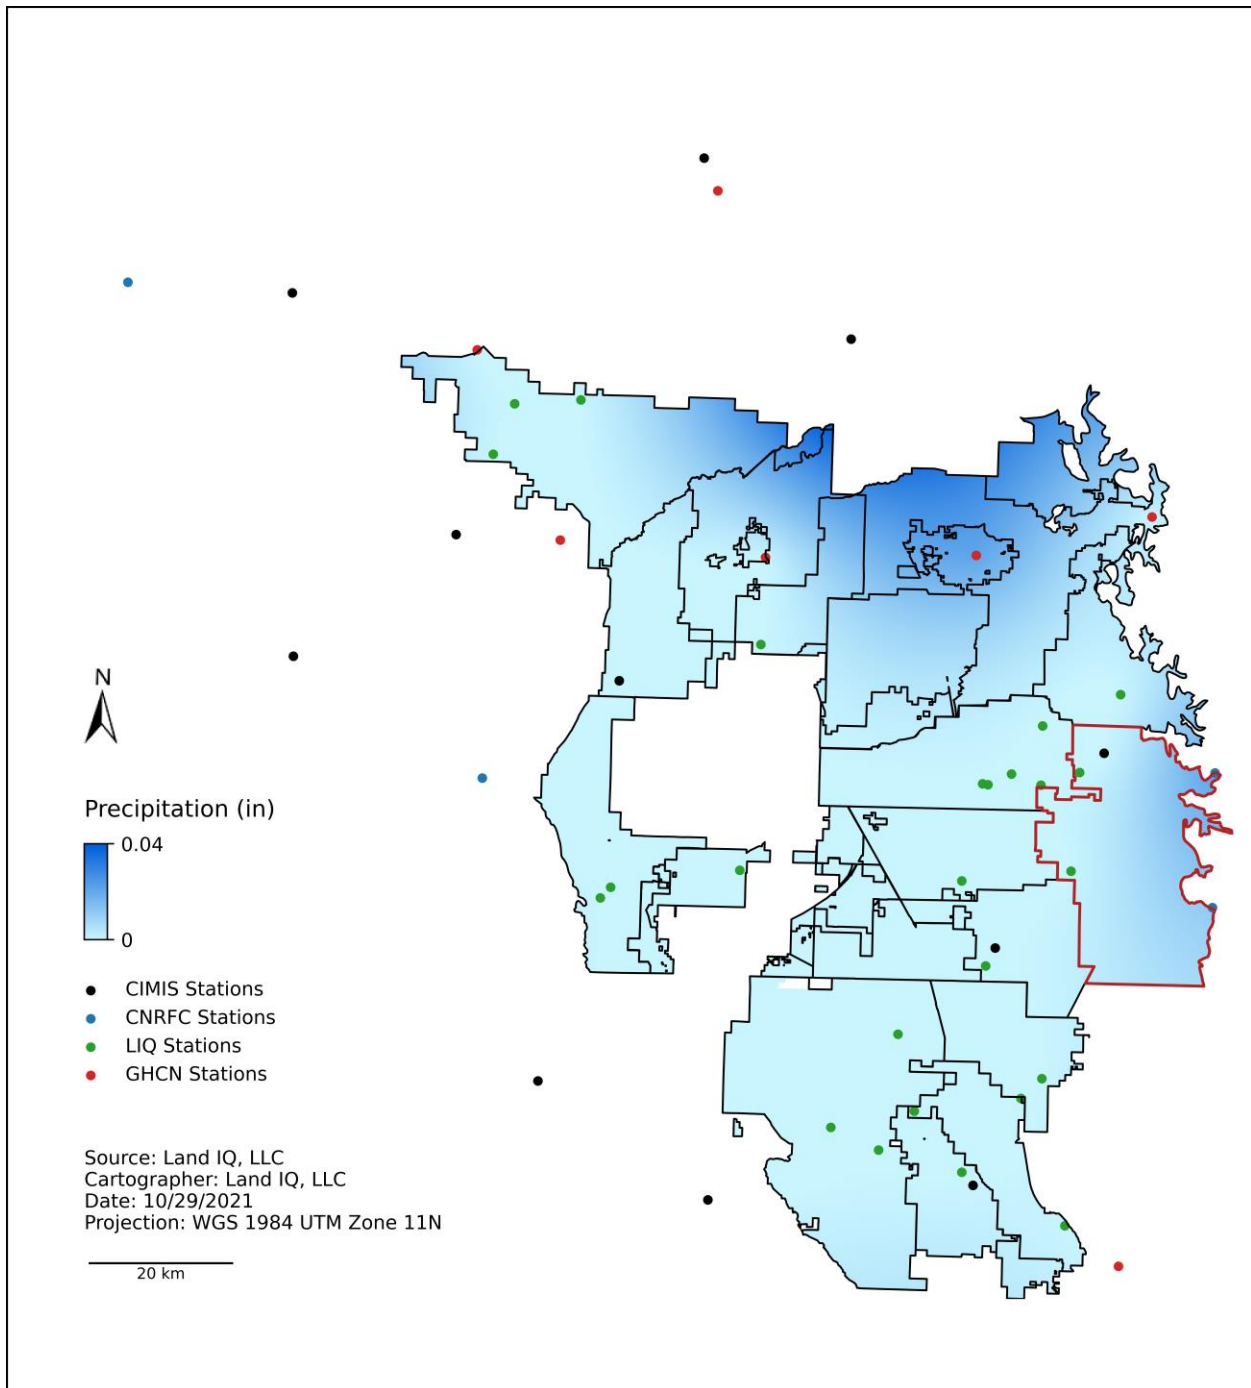 N
Precipitation (in)
0.04
0
CIMIS Stations
CNRFC Stations
LIQ Stations
GHCN Stations
Source: Land IQ, LLC
Cartographer: Land IQ, LLC
Date: 10/29/2021
Projection: WGS 1984 UTM Zone 11N
20 km